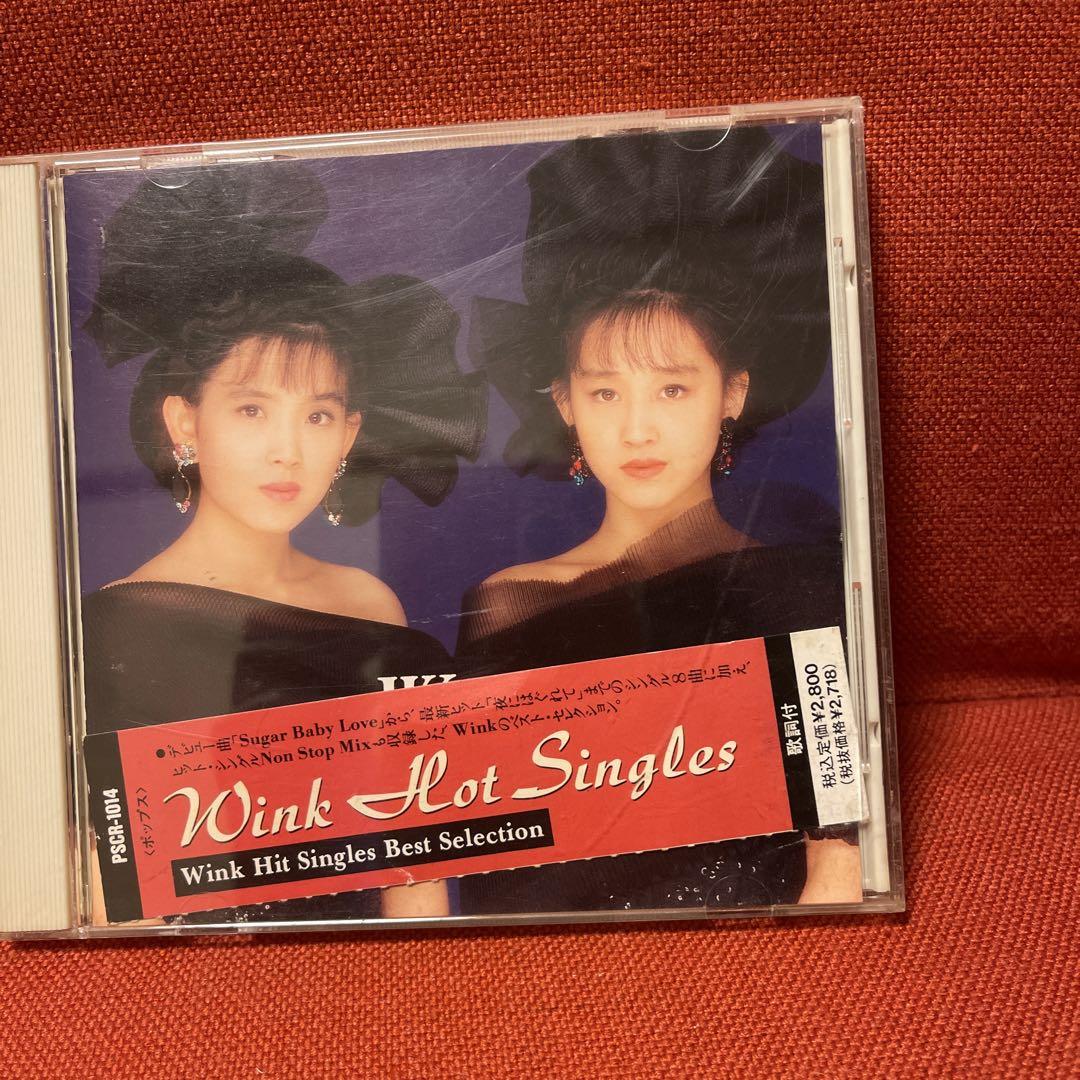 W
●デビュー曲「Sugar Baby Love」から、最新ヒット「夜にはぐれて」までのシングル8曲に加え、
ヒット・シングルNon Stop Mixも収録したWinkのベスト・セレクション。
Wink Hot Singles
Wink Hit Singles Best Selection
PSCR-1014
〈ポップス〉
歌詞付
税込定価¥2,800
(税抜価格¥2,718)